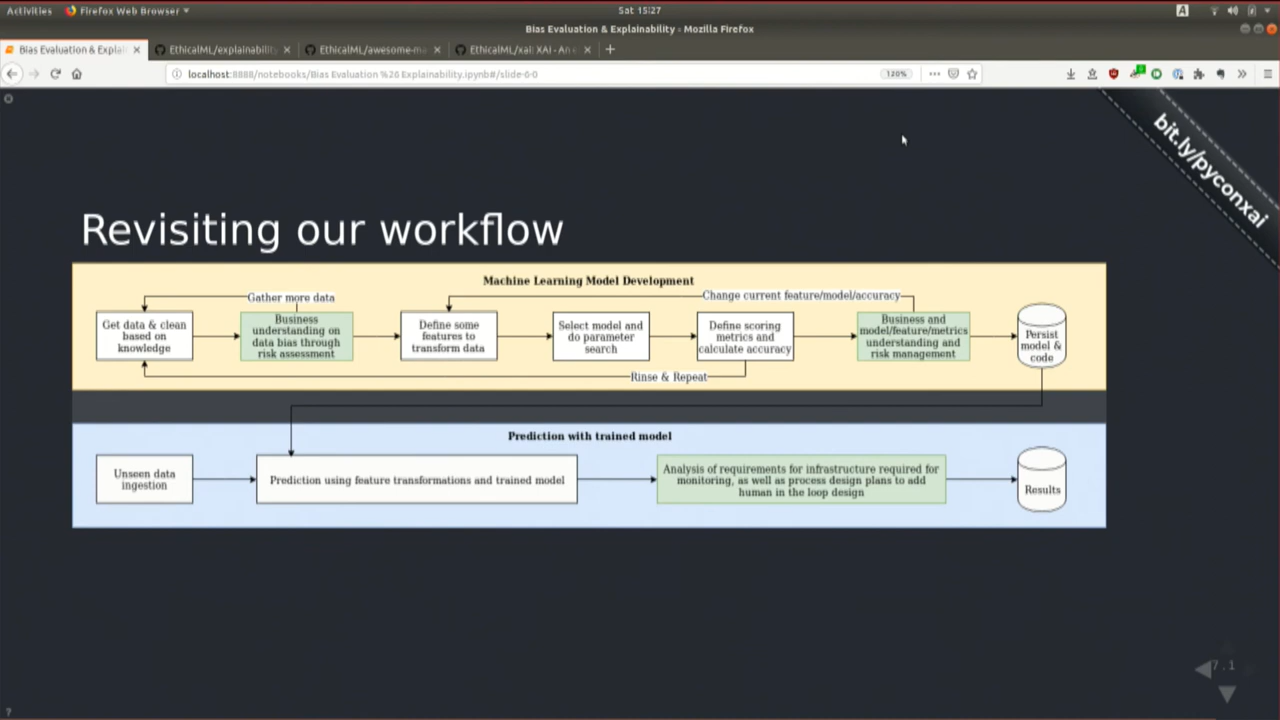 Activities Firefox Web Browser Sat 15:27 A
Bias Evaluation & Explainability - Mozilla Firefox
Bias Evaluation & Explai EthicalML/explainability EthicalML/awesome-ma EthicalML/xai: XAI - An e
localhost:8888/notebooks/Bias Evaluation %26 Explainability.ipynb#/slide-6-0 120%
bit.ly/pyconxai
Revisiting our workflow
Machine Learning Model Development
Gather more data
Change current feature/model/accuracy
Get data & clean
based on
knowledge
Business
understanding on
data bias through
risk assessment
Define some
features to
transform data
Select model and
do parameter
search
Define scoring
metrics and
calculate accuracy
Business and
model/feature/metrics
understanding and
risk management
Persist
model &
code
Rinse & Repeat
Prediction with trained model
Unseen data
ingestion
Prediction using feature transformations and trained model
Analysis of requirements for infrastructure required for
monitoring, as well as process design plans to add
human in the loop design
Results
7.1
?